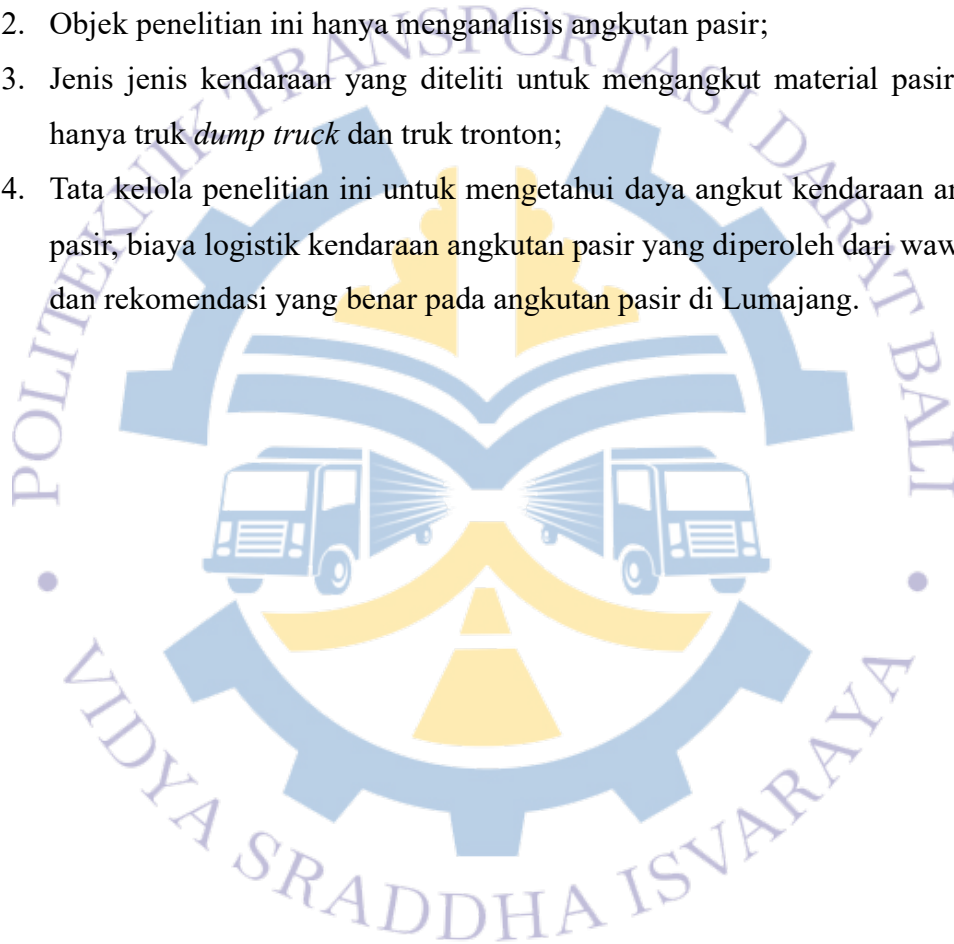 2. Objek penelitian ini hanya menganalisis angkutan pasir;
3. Jenis jenis kendaraan yang diteliti untuk mengangkut material pasir
hanya truk dump truck dan truk tronton;
4. Tata kelola penelitian ini untuk mengetahui daya angkut kendaraan an
pasir, biaya logistik kendaraan angkutan pasir yang diperoleh dari waw
dan rekomendasi yang benar pada angkutan pasir di Lumajang.
POLITEKNIK TRANSPORTASI DARAT BALI
VIDYA SRADDHA ISVARAYA